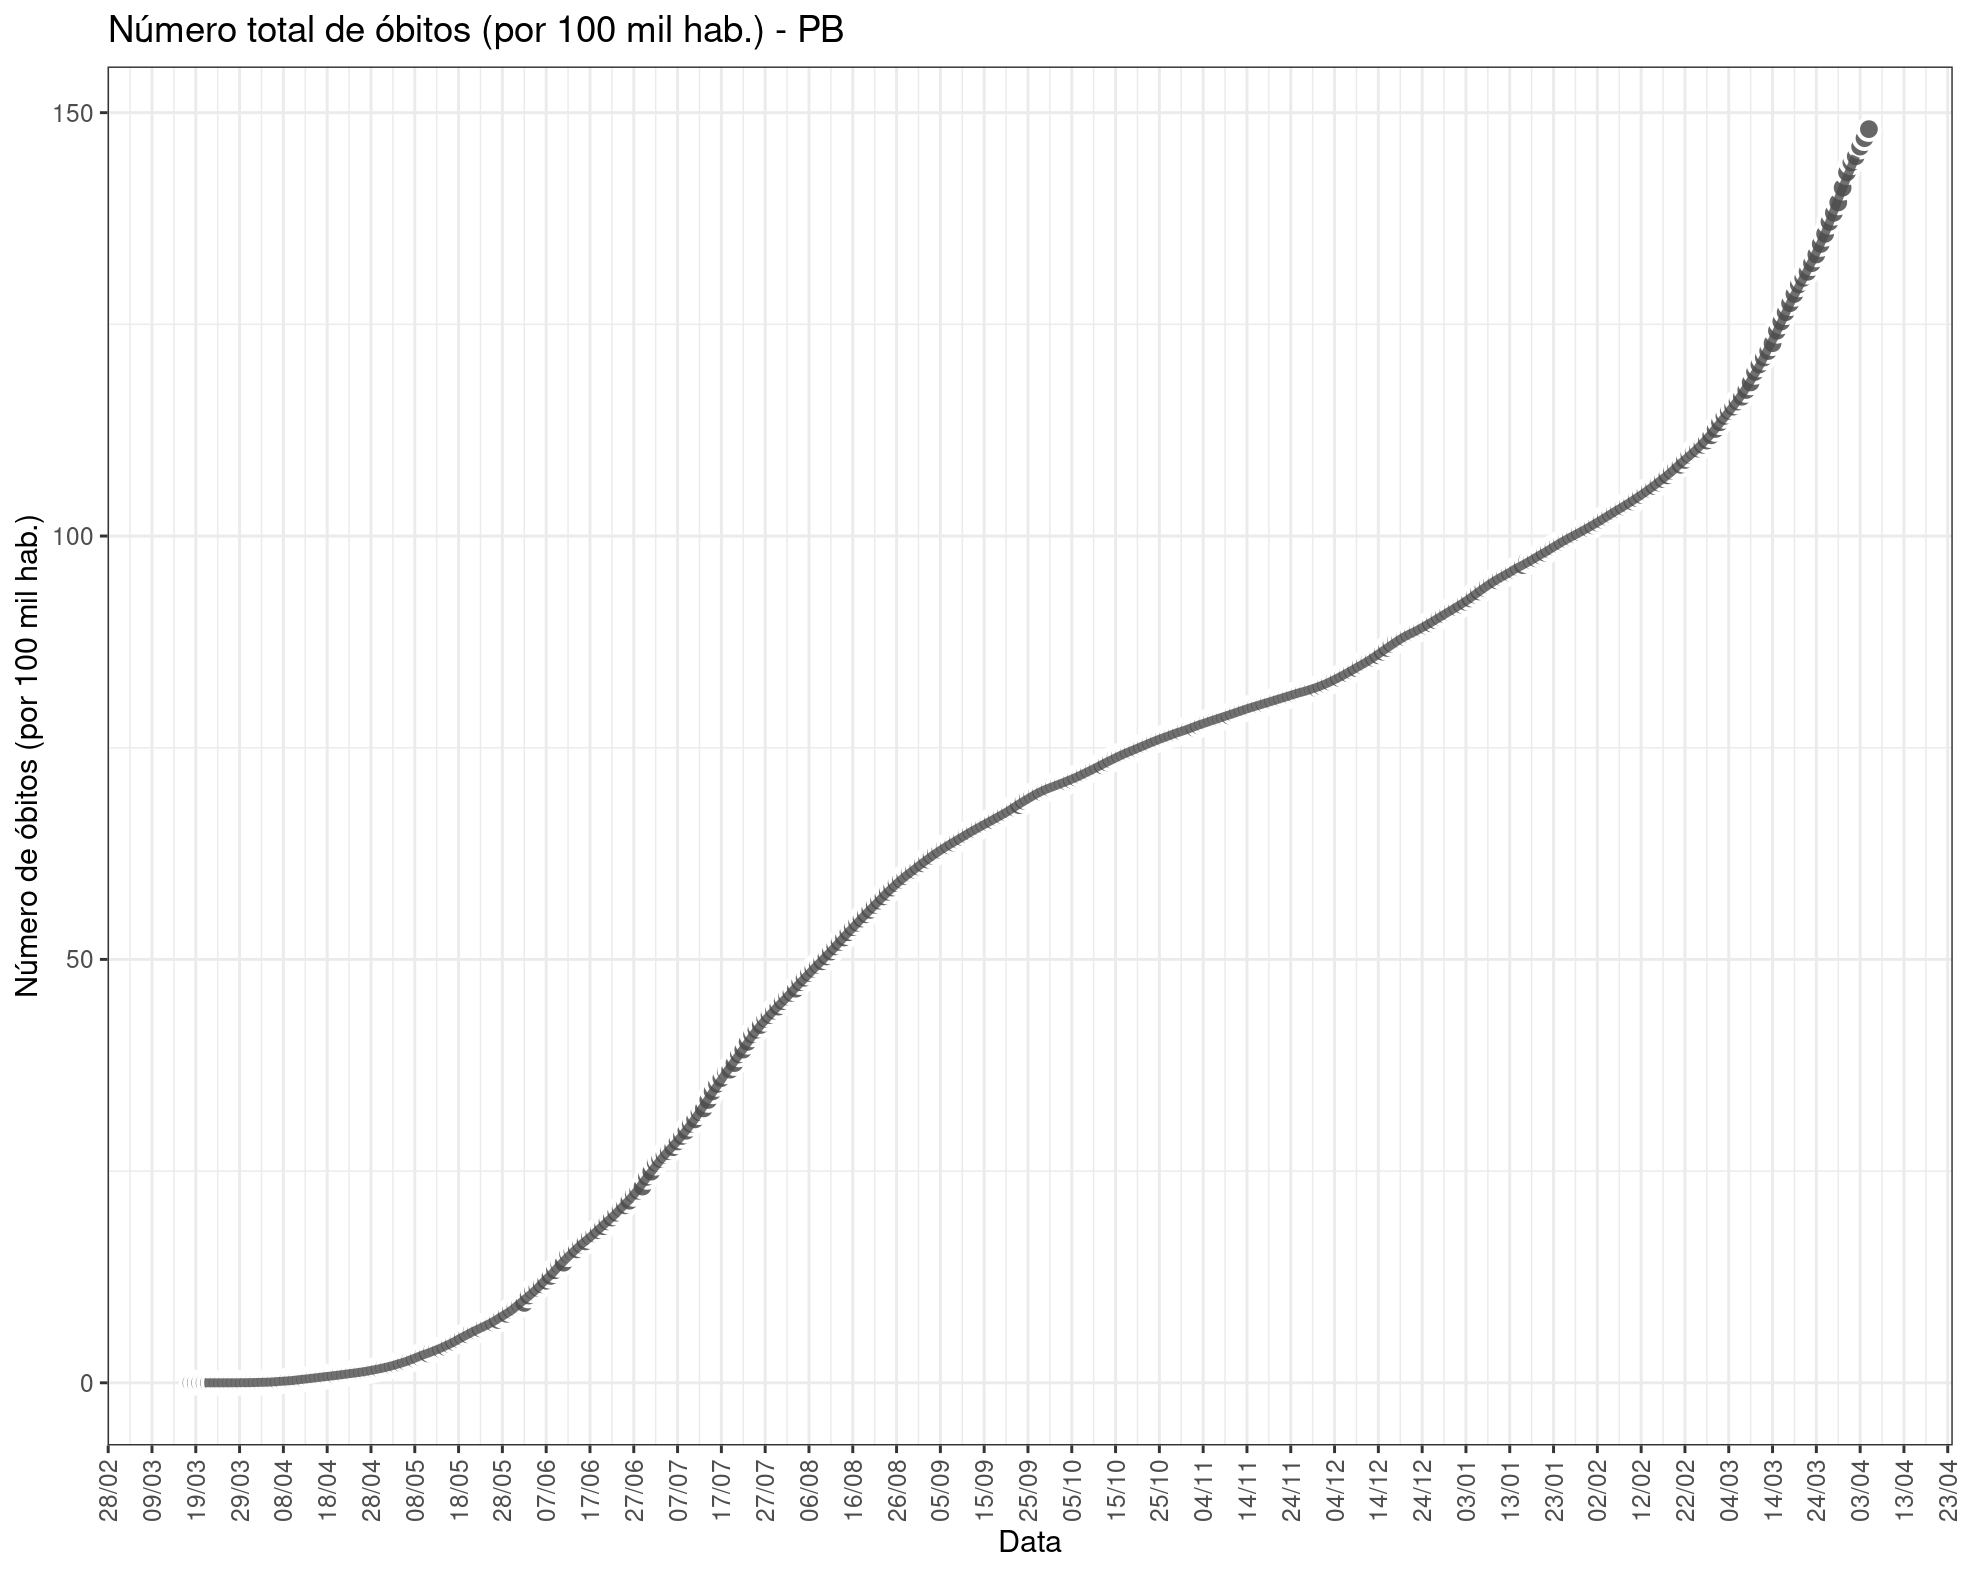 Número total de óbitos (por 100 mil hab.) - PB
Número de óbitos (por 100 mil hab.)
150
100
50
0
28/02 09/03 19/03 29/03 08/04 18/04 28/04 08/05 18/05 28/05 07/06 17/06 27/06 07/07 17/07 27/07 06/08 16/08 26/08 05/09 15/09 25/09 05/10 15/10 25/10 04/11 14/11 24/11 04/12 14/12 24/12 03/01 13/01 23/01 02/02 12/02 22/02 04/03 14/03 24/03 03/04 13/04 23/04
Data